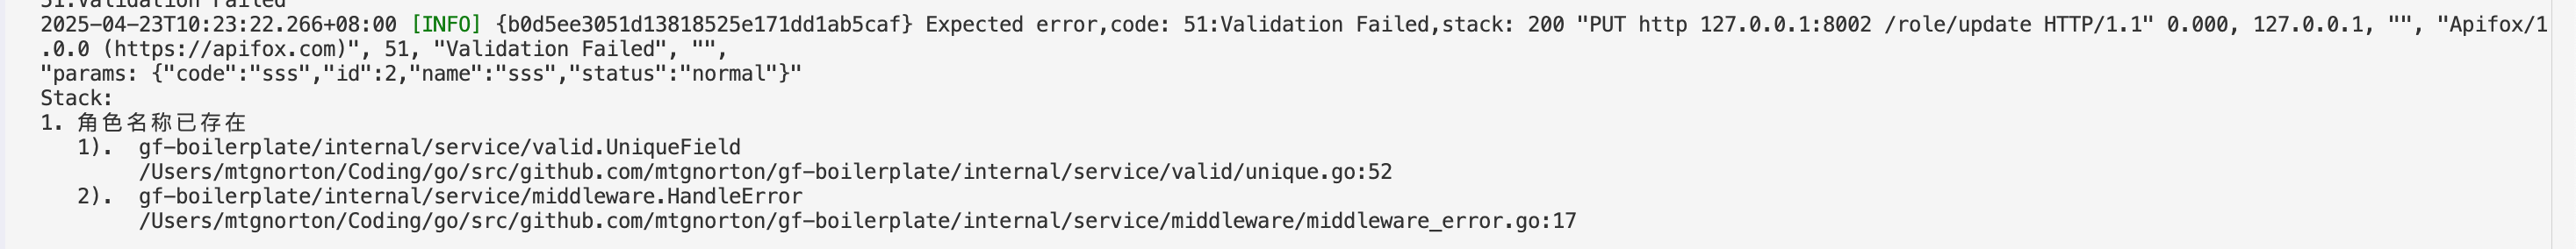 51:Validation Failed
2025-04-23T10:23:22.266+08:00 [INFO] {b0d5ee3051d13818525e171dd1ab5caf} Expected error,code: 51:Validation Failed,stack: 200 "PUT http 127.0.0.1:8002 /role/update HTTP/1.1" 0.000, 127.0.0.1, "", "Apifox/1
.0.0 (https://apifox.com)", 51, "Validation Failed", "",
"params: {"code":"sss","id":2,"name":"sss","status":"normal"}"
Stack:
1. 角色名称已存在
   1).  gf-boilerplate/internal/service/valid.UniqueField
        /Users/mtgnorton/Coding/go/src/github.com/mtgnorton/gf-boilerplate/internal/service/valid/unique.go:52
   2).  gf-boilerplate/internal/service/middleware.HandleError
        /Users/mtgnorton/Coding/go/src/github.com/mtgnorton/gf-boilerplate/internal/service/middleware/middleware_error.go:17